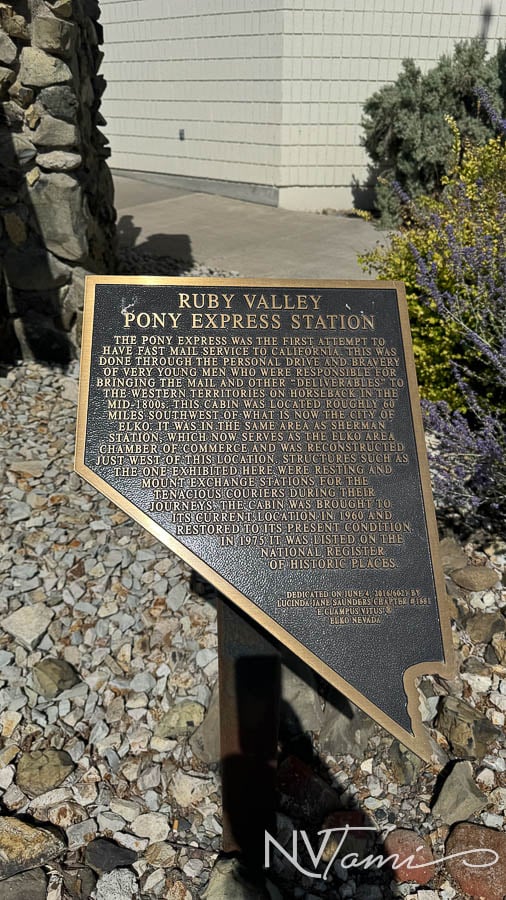 RUBY VALLEY
PONY EXPRESS STATION
THE PONY EXPRESS WAS THE FIRST ATTEMPT TO
HAVE FAST MAIL SERVICE TO CALIFORNIA. THIS WAS
DONE THROUGH THE PERSONAL DRIVE AND BRAVERY
OF VERY YOUNG MEN WHO WERE RESPONSIBLE FOR
BRINGING THE MAIL AND OTHER "DELIVERABLES" TO
THE WESTERN TERRITORIES ON HORSEBACK IN THE
MID-1800s. THIS CABIN WAS LOCATED ROUGHLY 60
MILES SOUTHWEST OF WHAT IS NOW THE CITY OF
ELKO. IT WAS IN THE SAME AREA AS SHERMAN
STATION, WHICH NOW SERVES AS THE ELKO AREA
CHAMBER OF COMMERCE AND WAS RECONSTRUCTED
JUST WEST OF THIS LOCATION. STRUCTURES SUCH AS
THE ONE EXHIBITED HERE WERE RESTING AND
MOUNT EXCHANGE STATIONS FOR THE
TENACIOUS COURIERS DURING THEIR
JOURNEYS. THE CABIN WAS BROUGHT TO
ITS CURRENT LOCATION IN 1960 AND
RESTORED TO ITS PRESENT CONDITION.
IN 1975 IT WAS LISTED ON THE
NATIONAL REGISTER
OF HISTORIC PLACES.
DEDICATED ON JUNE 4, 2016(6021) BY
LUCINDA JANE SAUNDERS CHAPTER #1881
E CLAMPUS VITUS ®
ELKO NEVADA
NVTami